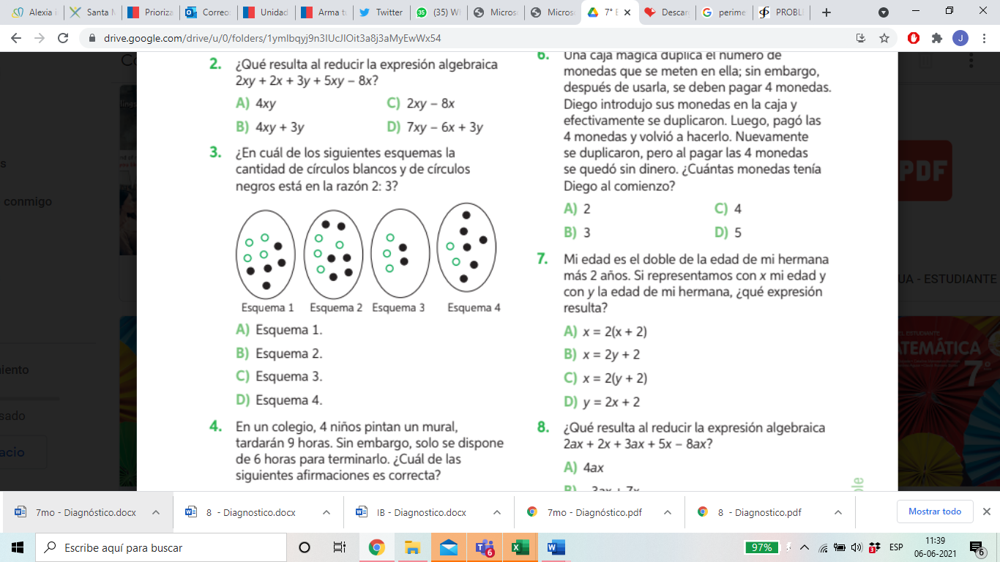 Alexia i
Santa M
Prioriza
Correo:
Unidad
Arma tu
Twitter
(35) W
Micros
Micros
7° E
Descar
perime
PROBL
drive.google.com/drive/u/0/folders/1ymIbqyj9n3IUcJIOit3a8j3aMyEwWx54
J
2. ¿Qué resulta al reducir la expresión algebraica
2xy + 2x + 3y + 5xy – 8x?
A) 4xy
C) 2xy – 8x
B) 4xy + 3y
D) 7xy – 6x + 3y
3. ¿En cuál de los siguientes esquemas la
cantidad de círculos blancos y de círculos
negros está en la razón 2: 3?
Esquema 1 Esquema 2 Esquema 3 Esquema 4
A) Esquema 1.
B) Esquema 2.
C) Esquema 3.
D) Esquema 4.
4. En un colegio, 4 niños pintan un mural,
tardarán 9 horas. Sin embargo, solo se dispone
de 6 horas para terminarlo. ¿Cuál de las
siguientes afirmaciones es correcta?
6. Una caja mágica duplica el número de
monedas que se meten en ella; sin embargo,
después de usarla, se deben pagar 4 monedas.
Diego introdujo sus monedas en la caja y
efectivamente se duplicaron. Luego, pagó las
4 monedas y volvió a hacerlo. Nuevamente
se duplicaron, pero al pagar las 4 monedas
se quedó sin dinero. ¿Cuántas monedas tenía
Diego al comienzo?
A) 2
C) 4
B) 3
D) 5
7. Mi edad es el doble de la edad de mi hermana
más 2 años. Si representamos con x mi edad y
con y la edad de mi hermana, ¿qué expresión
resulta?
A) x = 2(x + 2)
B) x = 2y + 2
C) x = 2(y + 2)
D) y = 2x + 2
8. ¿Qué resulta al reducir la expresión algebraica
2ax + 2x + 3ax + 5x – 8ax?
A) 4ax
conmigo
iento
sado
acio
PDF
UA - ESTUDIANTE
EL ESTUDIANTE
TEMÁTICA
7
7mo - Diagnóstico.docx
8 - Diagnostico.docx
IB - Diagnostico.docx
7mo - Diagnóstico.pdf
8 - Diagnostico.pdf
Mostrar todo
Escribe aquí para buscar
6
97%
3
ESP
11:39
06-06-2021
6